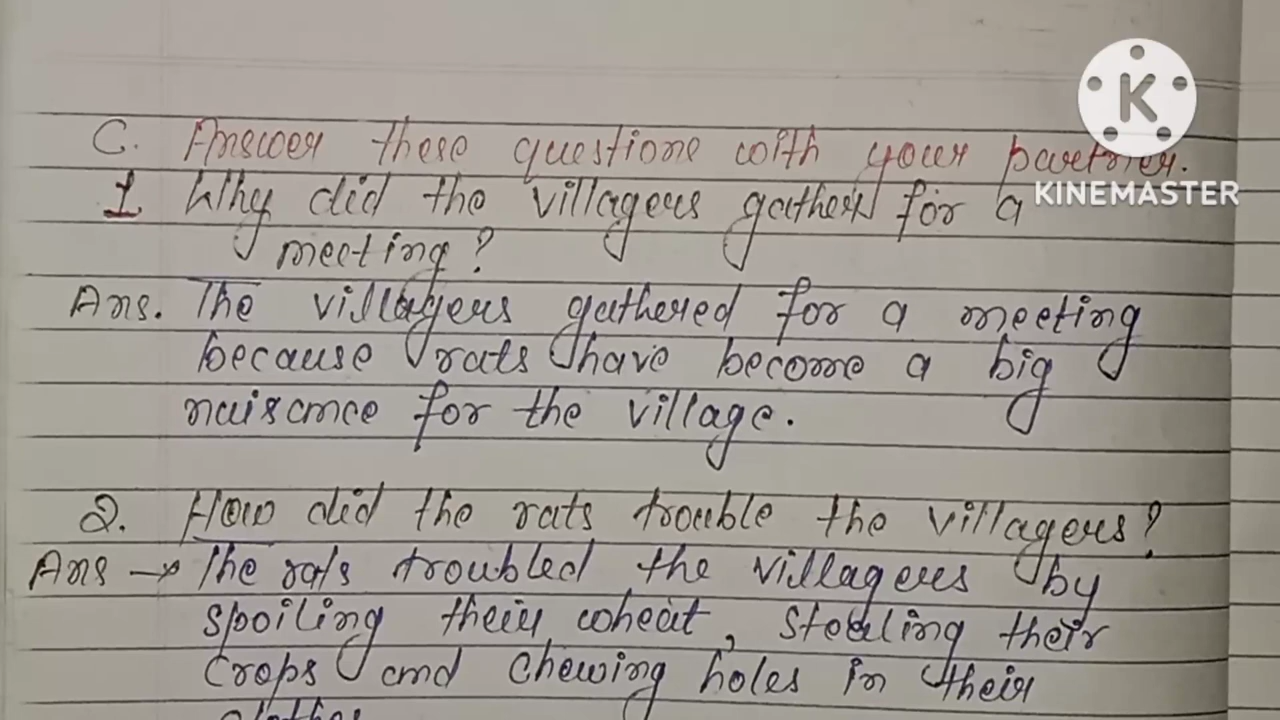 C. Answer these questions with your partner.
1. Why did the villagers gather for a
meeting?
Ans. The villagers gathered for a meeting
because rats have become a big
nuisance for the village.
2. How did the rats trouble the villagers?
Ans → The rats troubled the villagers by
spoiling their wheat, stealing their
crops and chewing holes in their
clothes
K
KINEMASTER